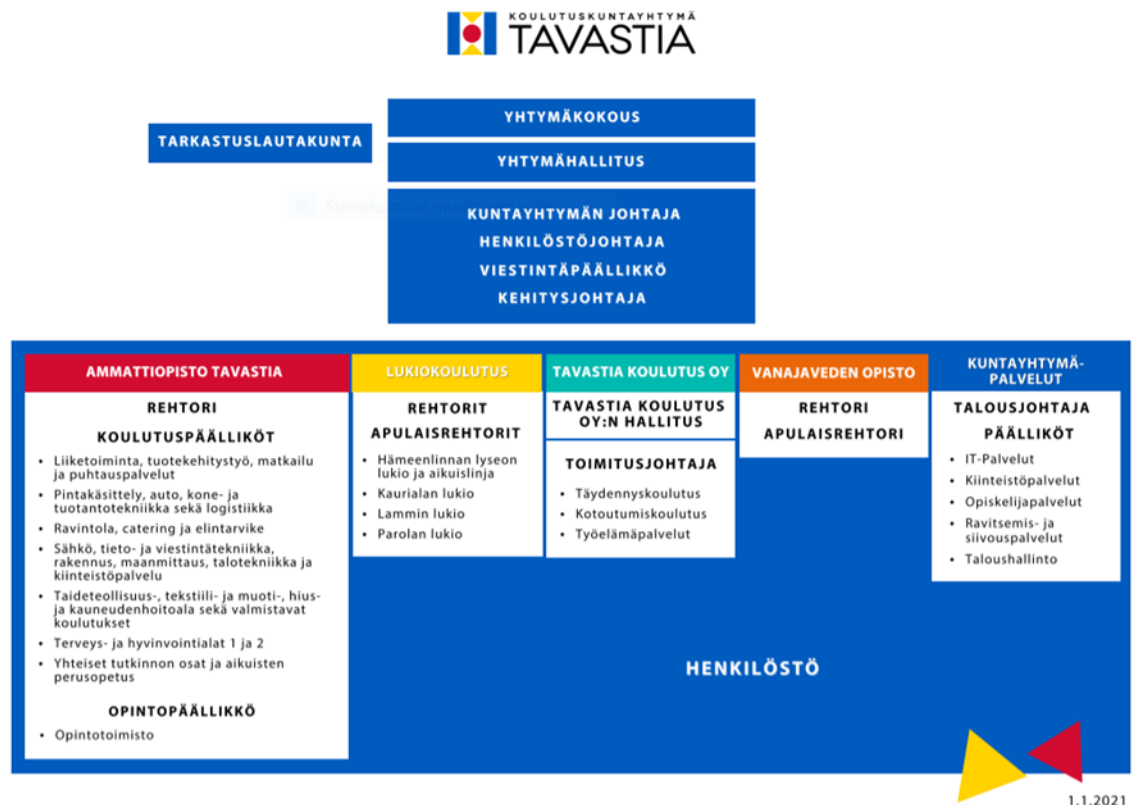 KOULUTUSKUNTAYHTYMÄ
TAVASTIA
TARKASTUSLAUTAKUNTA
YHTYMÄKOKOUS
YHTYMÄHALLITUS
KUNTAYHTYMÄN JOHTAJA
HENKILÖSTÖJOHTAJA
VIESTINTÄPÄÄLLIKKÖ
KEHITYSJOHTAJA
AMMATTIOPISTO TAVASTIA
REHTORI
KOULUTUSPÄÄLLIKÖT
• Liiketoiminta, tuotekehitystyö, matkailu
ja puhtauspalvelut
• Pintakäsittely, auto, kone- ja
tuotantotekniikka sekä logistiikka
• Ravintola, catering ja elintarvike
• Sähkö, tieto- ja viestintätekniikka,
rakennus, maanmittaus, talotekniikka ja
kiinteistöpalvelu
• Taideteollisuus-, tekstiili- ja muoti-, hius-
ja kauneudenhoitoala sekä valmistavat
koulutukset
• Terveys- ja hyvinvointialat 1 ja 2
• Yhteiset tutkinnon osat ja aikuisten
perusopetus
OPINTOPÄÄLLIKKÖ
• Opintotoimisto
LUKIOKOULUTUS
REHTORIT
APULAISREHTORIT
• Hämeenlinnan lyseon
lukio ja aikuislinja
• Kaurialan lukio
• Lammin lukio
• Parolan lukio
TAVASTIA KOULUTUS OY
TAVASTIA KOULUTUS
OY:N HALLITUS
TOIMITUSJOHTAJA
• Täydennyskoulutus
• Kotoutumiskoulutus
• Työelämäpalvelut
VANAJAVEDEN OPISTO
REHTORI
APULAISREHTORI
KUNTAYHTYMÄ-
PALVELUT
TALOUSJOHTAJA
PÄÄLLIKÖT
• IT-Palvelut
• Kiinteistöpalvelut
• Opiskelijapalvelut
• Ravitsemis- ja
siivouspalvelut
• Taloushallinto
HENKILÖSTÖ
1.1.2021